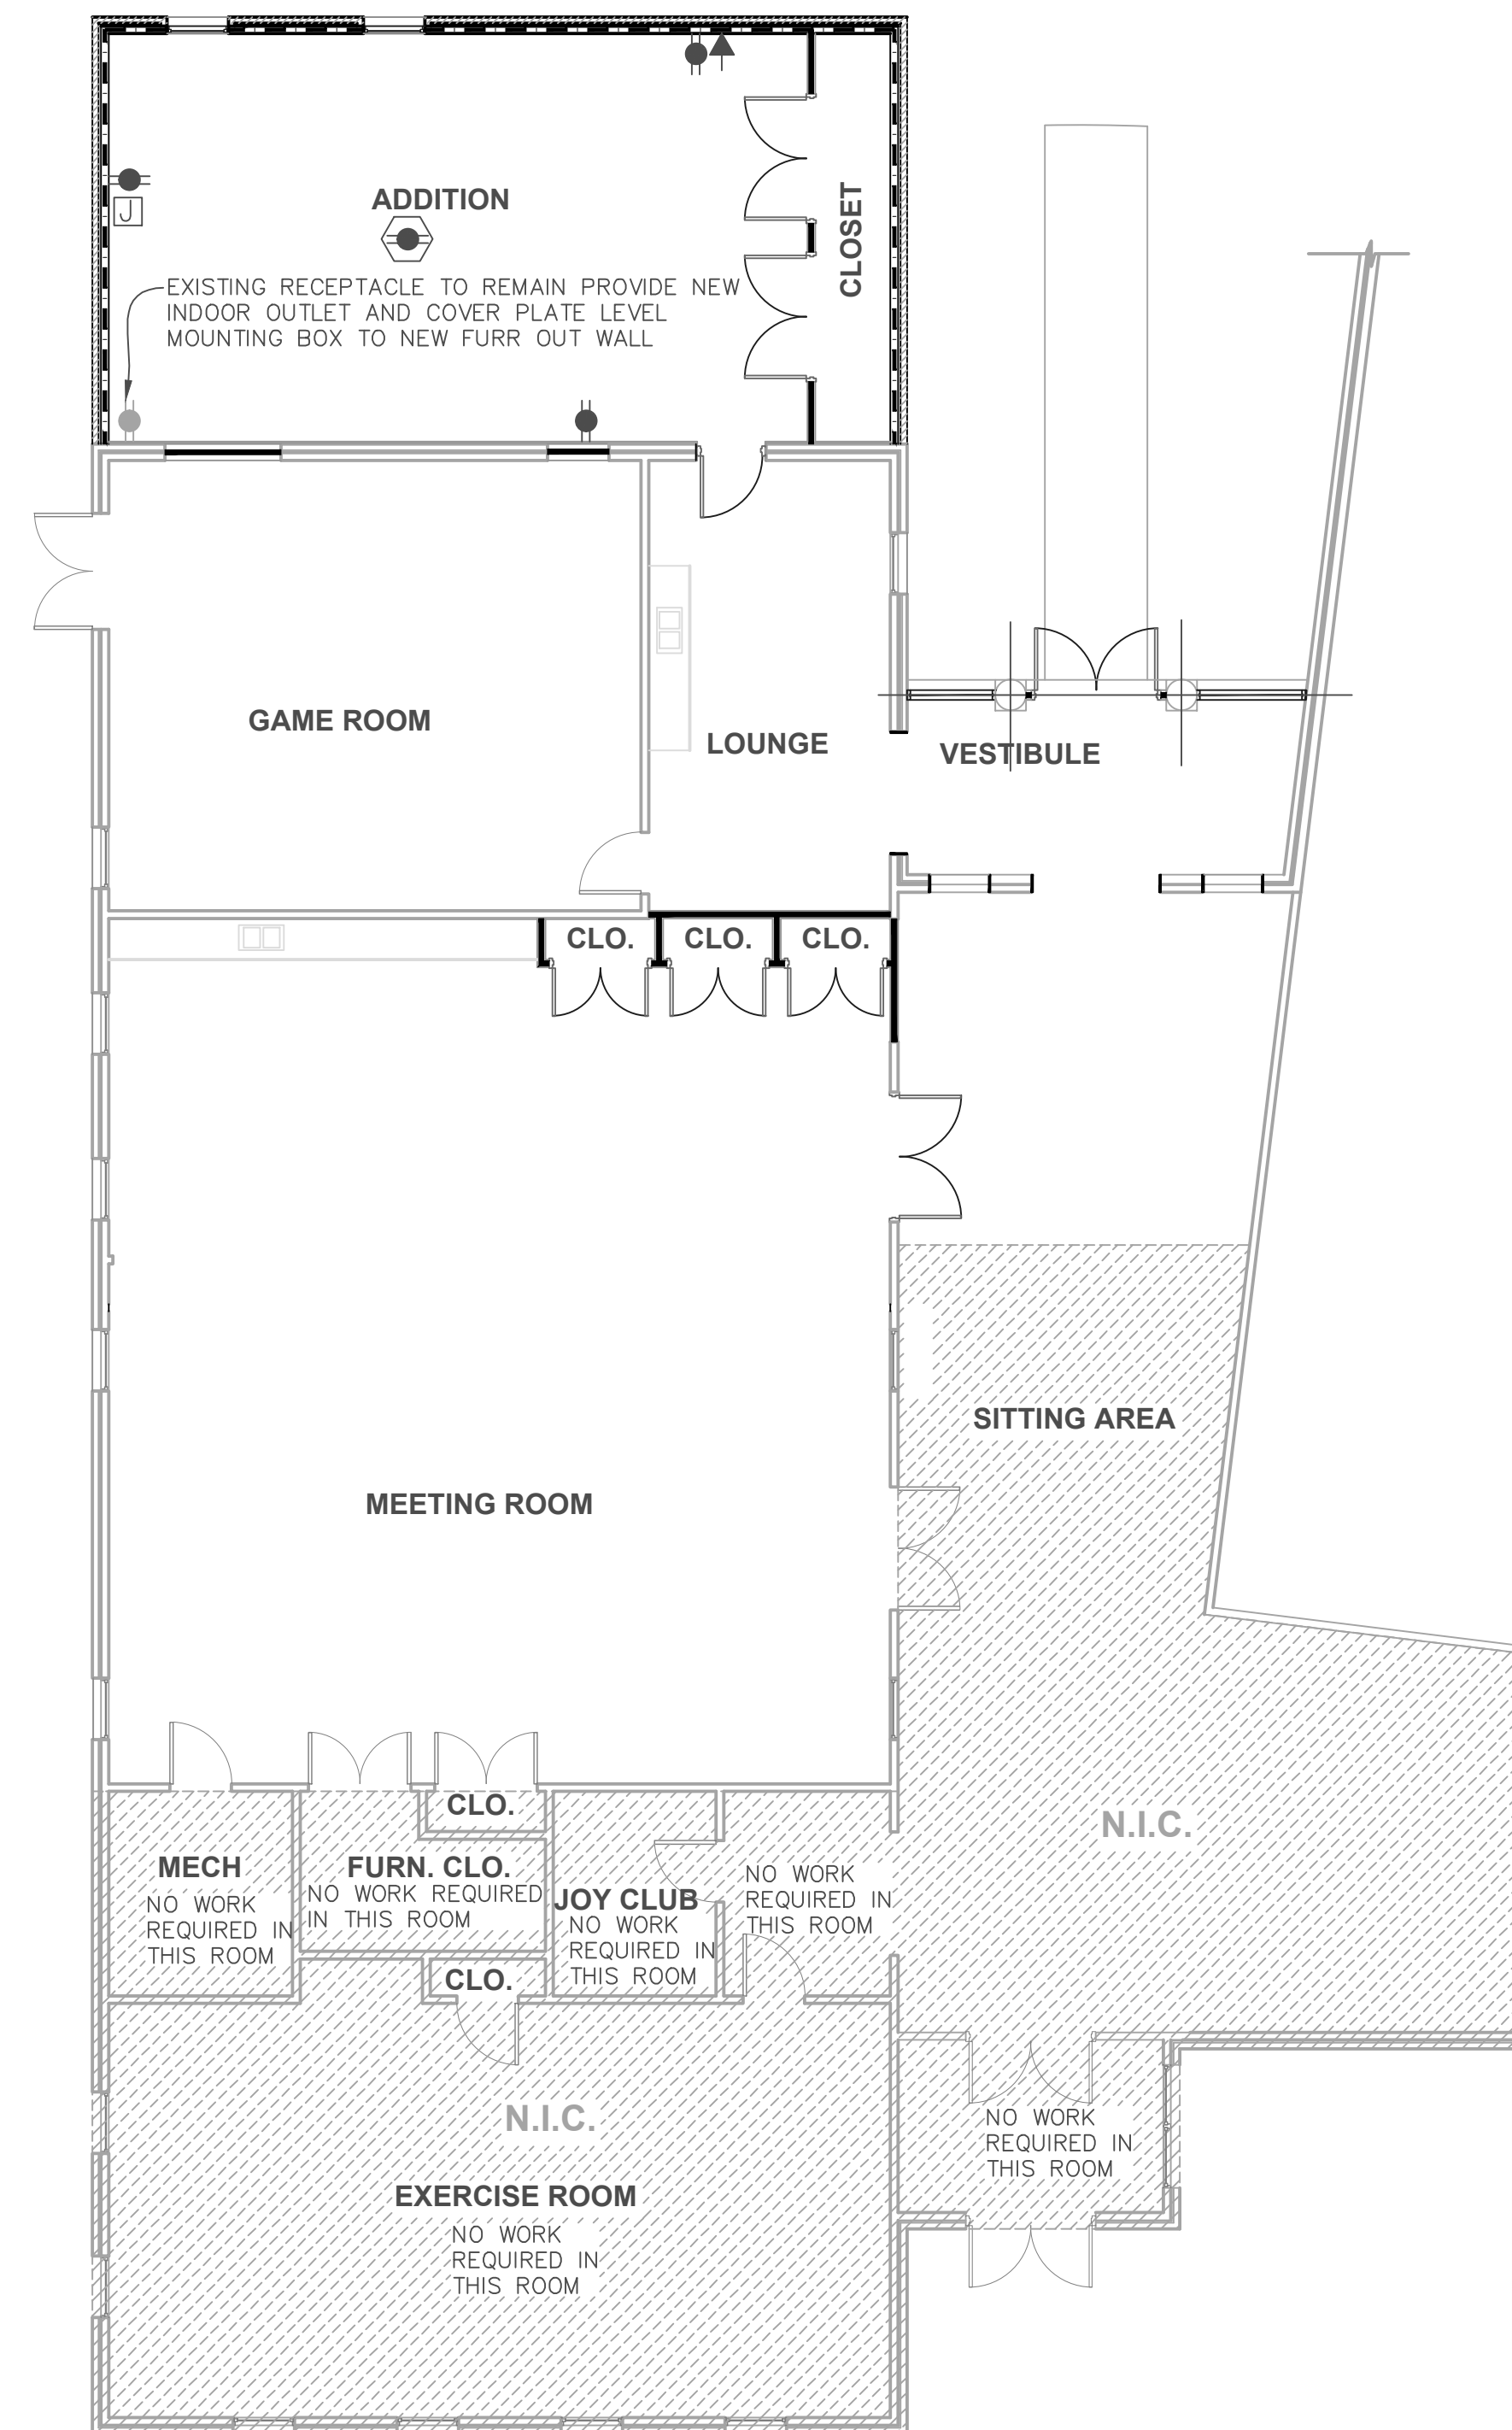 ADDITION
J
CLOSET
EXISTING RECEPTACLE TO REMAIN PROVIDE NEW
INDOOR OUTLET AND COVER PLATE LEVEL
MOUNTING BOX TO NEW FURR OUT WALL
GAME ROOM
LOUNGE
VESTIBULE
CLO.
CLO.
CLO.
SITTING AREA
MEETING ROOM
CLO.
N.I.C.
MECH
NO WORK
REQUIRED IN
THIS ROOM
FURN. CLO.
NO WORK REQUIRED
IN THIS ROOM
JOY CLUB
NO WORK
REQUIRED IN
THIS ROOM
NO WORK
REQUIRED IN
THIS ROOM
CLO.
N.I.C.
NO WORK
REQUIRED IN
THIS ROOM
EXERCISE ROOM
NO WORK
REQUIRED IN
THIS ROOM